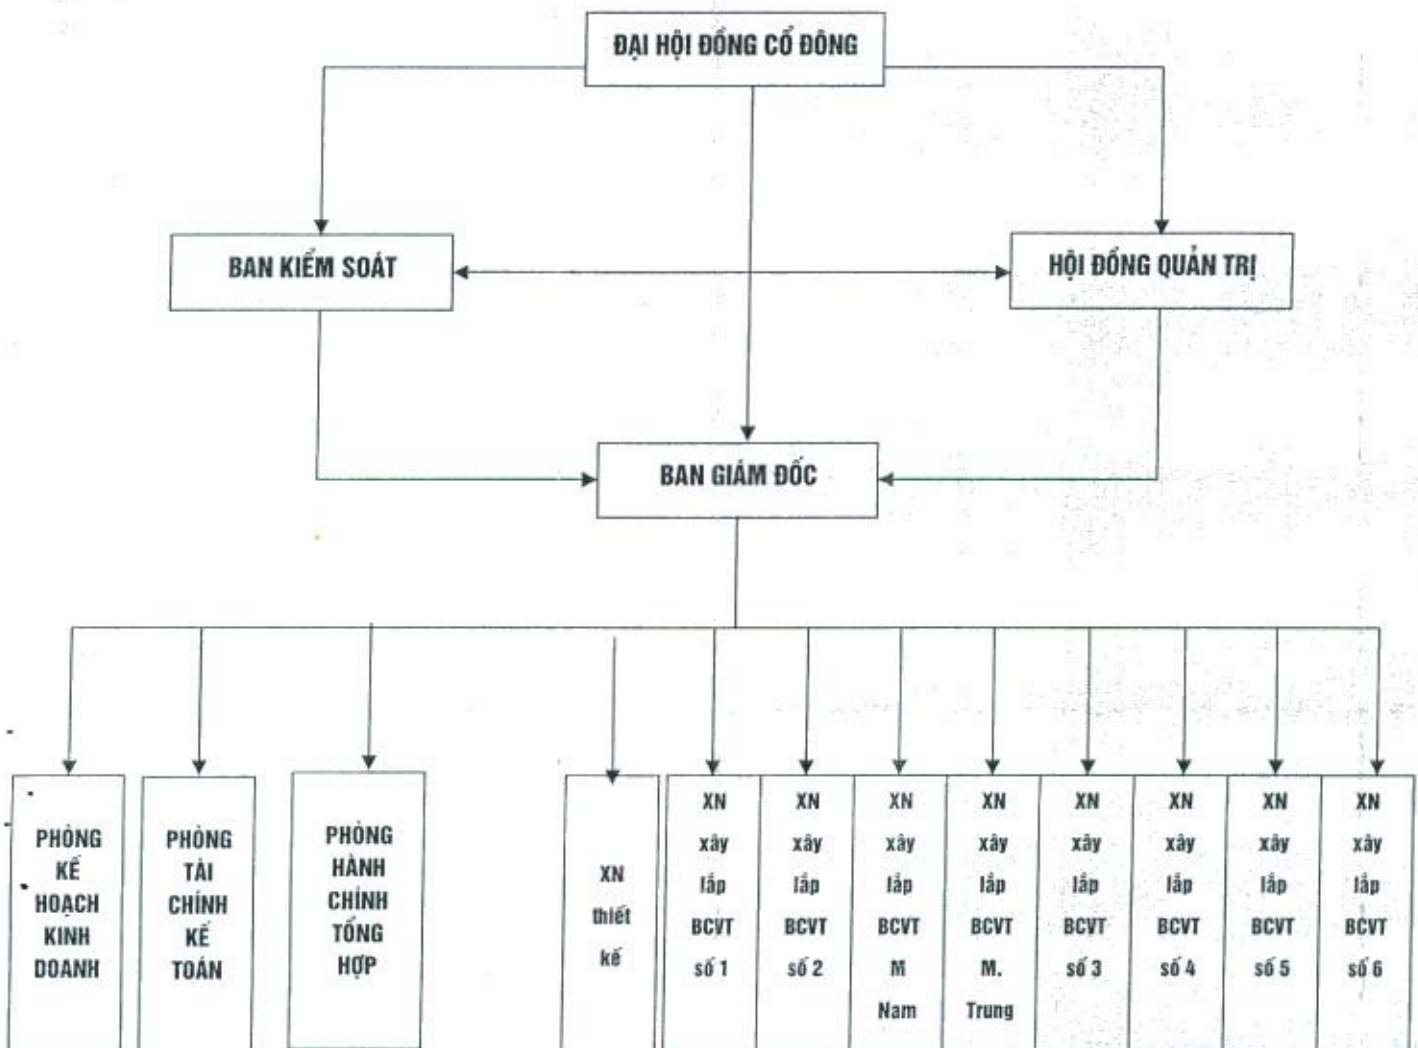 ĐẠI HỘI ĐỒNG CỔ ĐÔNG
BAN KIỂM SOÁT
HỘI ĐỒNG QUẢN TRỊ
BAN GIÁM ĐỐC
PHÒNG
KẾ
HOẠCH
KINH
DOANH
PHÒNG
TÀI
CHÍNH
KẾ
TOÁN
PHÒNG
HÀNH
CHÍNH
TỔNG
HỢP
XN
thiết
kế
XN
xây
lắp
BCVT
số 1
XN
xây
lắp
BCVT
số 2
XN
xây
lắp
BCVT
M
Nam
XN
xây
lắp
BCVT
M.
Trung
XN
xây
lắp
BCVT
số 3
XN
xây
lắp
BCVT
số 4
XN
xây
lắp
BCVT
số 5
XN
xây
lắp
BCVT
số 6